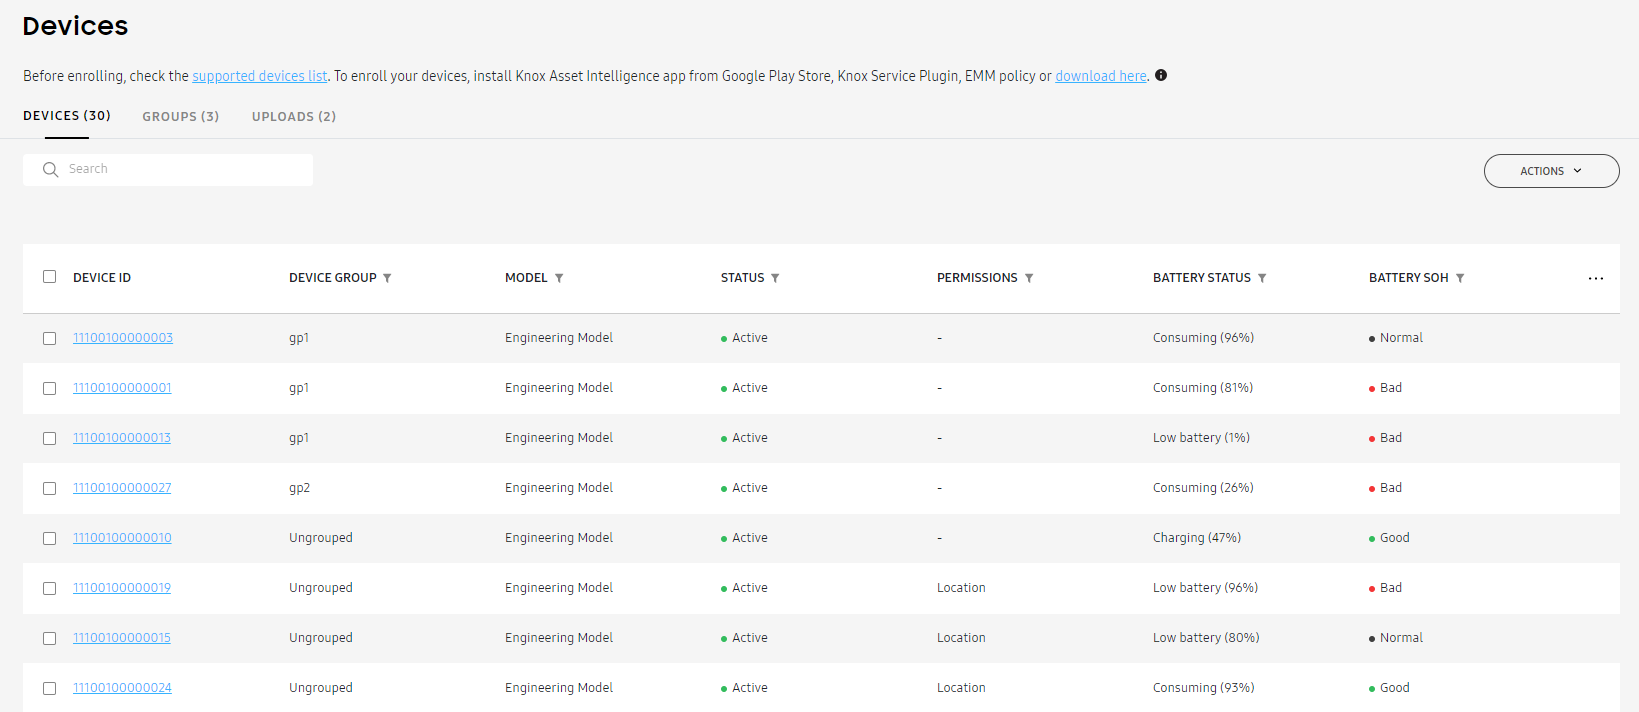 Devices
Before enrolling, check the supported devices list. To enroll your devices, install Knox Asset Intelligence app from Google Play Store, Knox Service Plugin, EMM policy or download here.
DEVICES (30) GROUPS (3) UPLOADS (2)
Search
ACTIONS
DEVICE ID DEVICE GROUP MODEL STATUS PERMISSIONS BATTERY STATUS BATTERY SOH ...
11100100000003 gp1 Engineering Model Active - Consuming (96%) Normal
11100100000001 gp1 Engineering Model Active - Consuming (81%) Bad
11100100000013 gp1 Engineering Model Active - Low battery (1%) Bad
11100100000027 gp2 Engineering Model Active - Consuming (26%) Bad
11100100000010 Ungrouped Engineering Model Active - Charging (47%) Good
11100100000019 Ungrouped Engineering Model Active Location Low battery (96%) Bad
11100100000015 Ungrouped Engineering Model Active Location Low battery (80%) Normal
11100100000024 Ungrouped Engineering Model Active Location Consuming (93%) Good